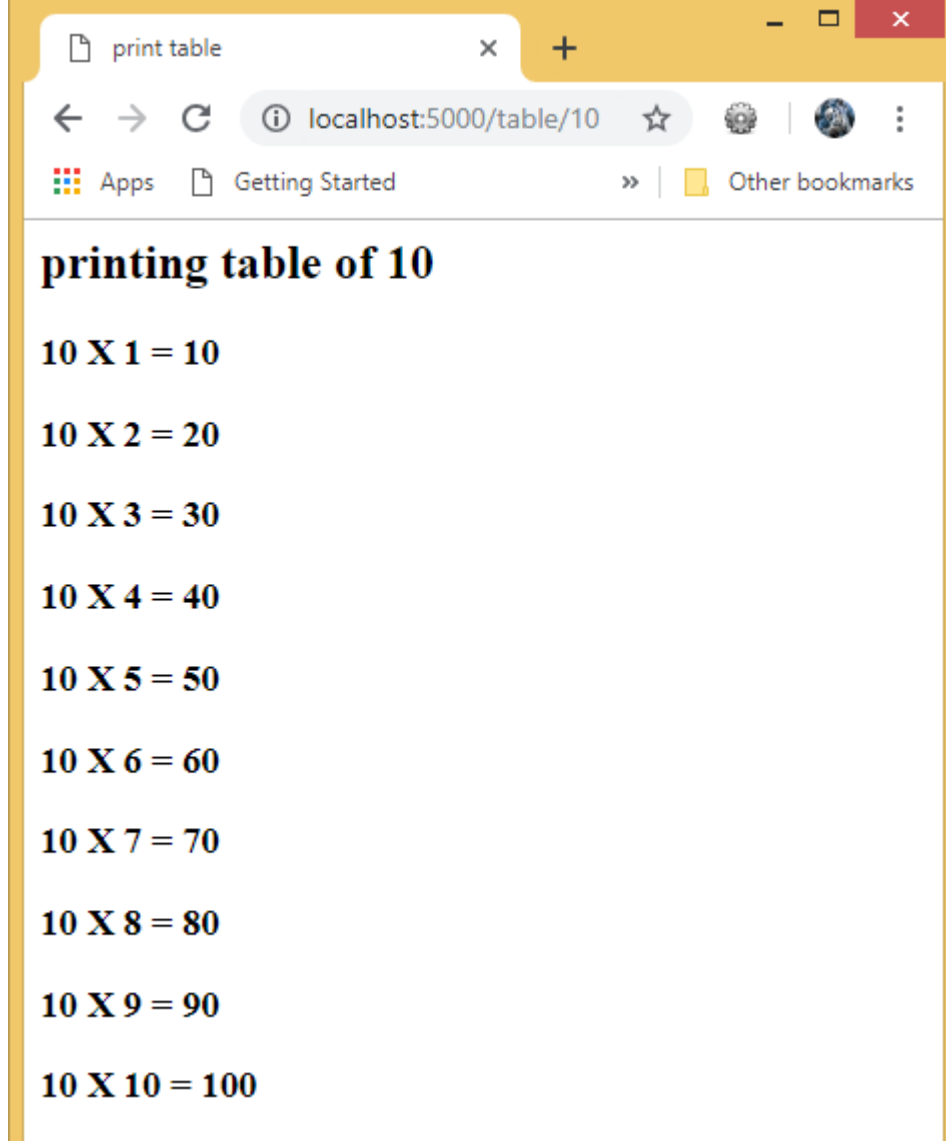 print table
localhost:5000/table/10
Apps Getting Started » Other bookmarks
printing table of 10
10 X 1 = 10
10 X 2 = 20
10 X 3 = 30
10 X 4 = 40
10 X 5 = 50
10 X 6 = 60
10 X 7 = 70
10 X 8 = 80
10 X 9 = 90
10 X 10 = 100